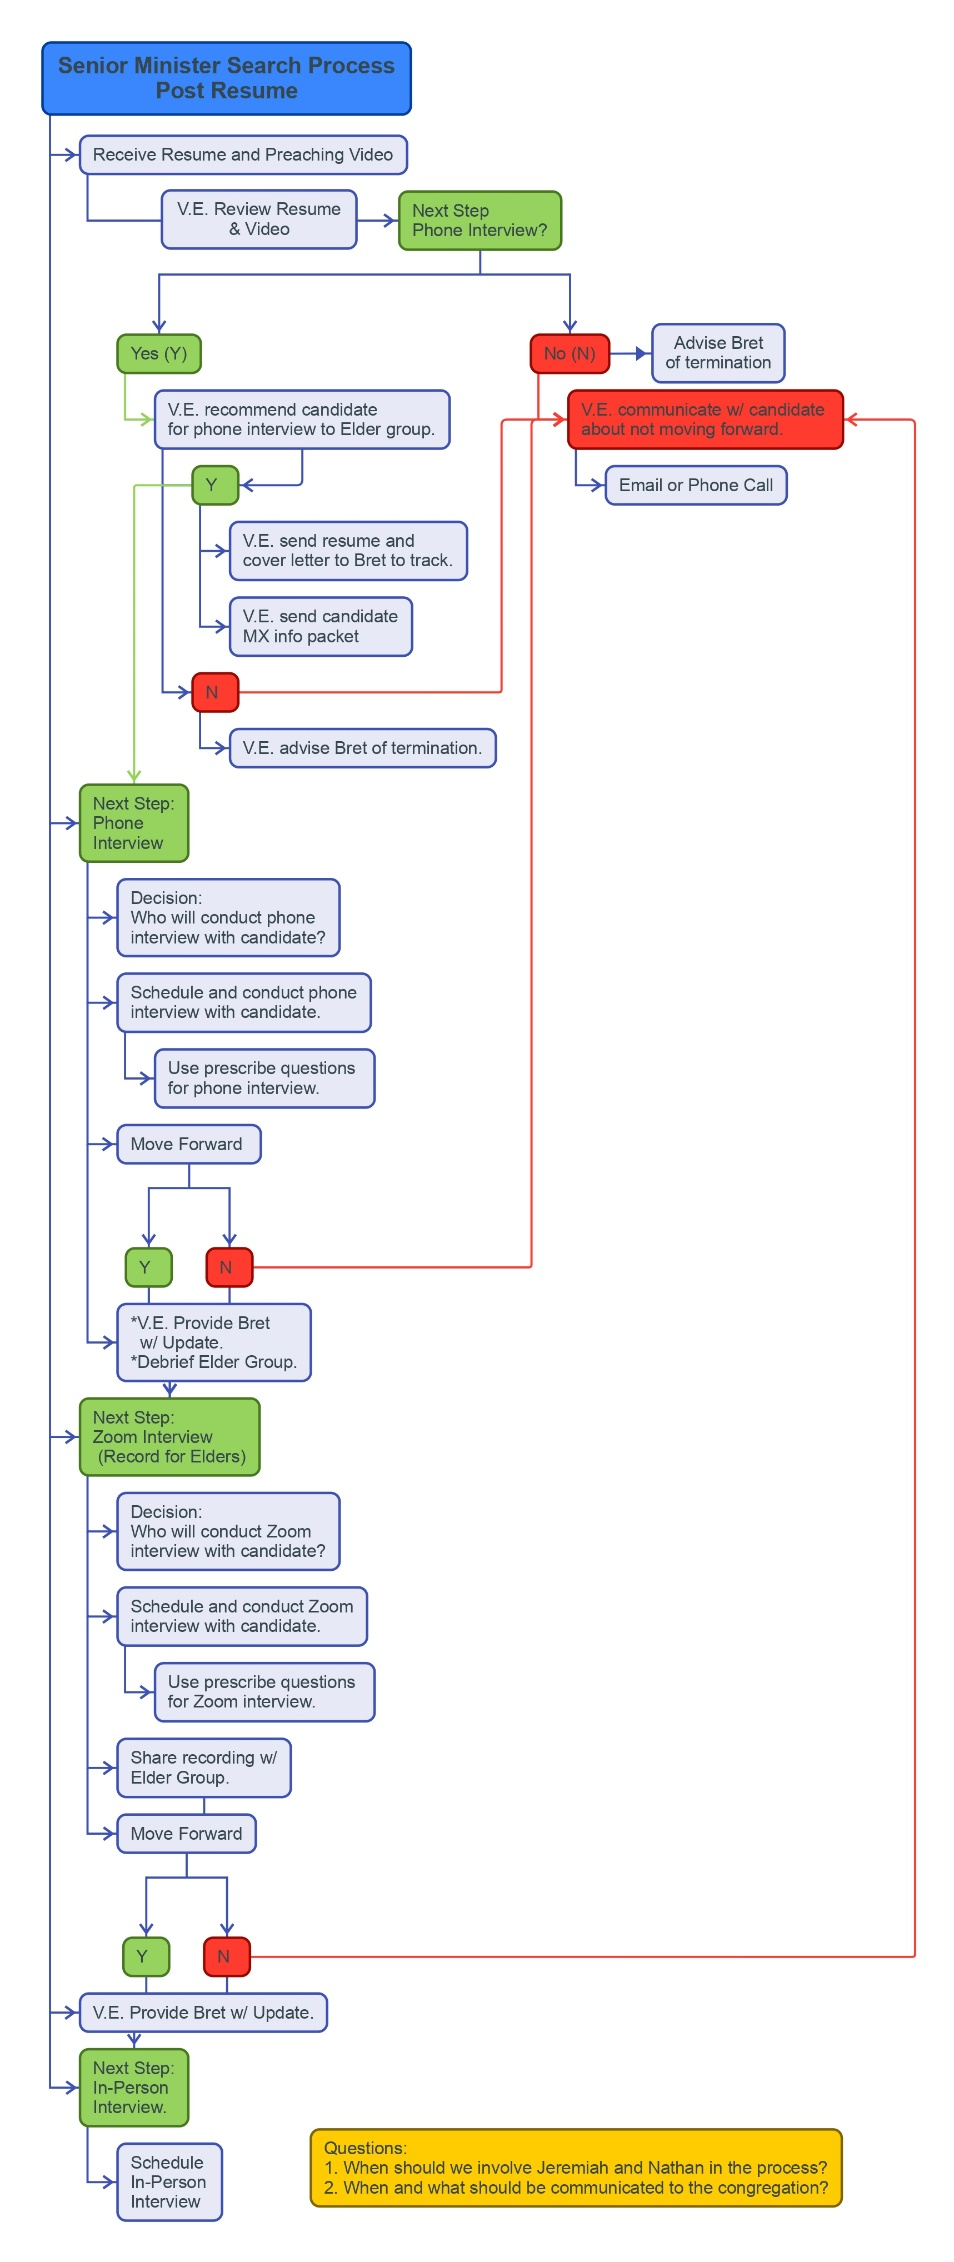 Senior Minister Search Process
Post Resume
Receive Resume and Preaching Video
V.E. Review Resume
& Video
Next Step
Phone Interview?
Yes (Y)
No (N)
Advise Bret
of termination
V.E. recommend candidate
for phone interview to Elder group.
V.E. communicate w/ candidate
about not moving forward.
Y
Email or Phone Call
V.E. send resume and
cover letter to Bret to track.
V.E. send candidate
MX info packet
N
V.E. advise Bret of termination.
Next Step:
Phone
Interview
Decision:
Who will conduct phone
interview with candidate?
Schedule and conduct phone
interview with candidate.
Use prescribe questions
for phone interview.
Move Forward
Y
N
*V.E. Provide Bret
w/ Update.
*Debrief Elder Group.
Next Step:
Zoom Interview
(Record for Elders)
Decision:
Who will conduct Zoom
interview with candidate?
Schedule and conduct Zoom
interview with candidate.
Use prescribe questions
for Zoom interview.
Share recording w/
Elder Group.
Move Forward
Y
N
V.E. Provide Bret w/ Update.
Next Step:
In-Person
Interview.
Schedule
In-Person
Interview
Questions:
1. When should we involve Jeremiah and Nathan in the process?
2. When and what should be communicated to the congregation?